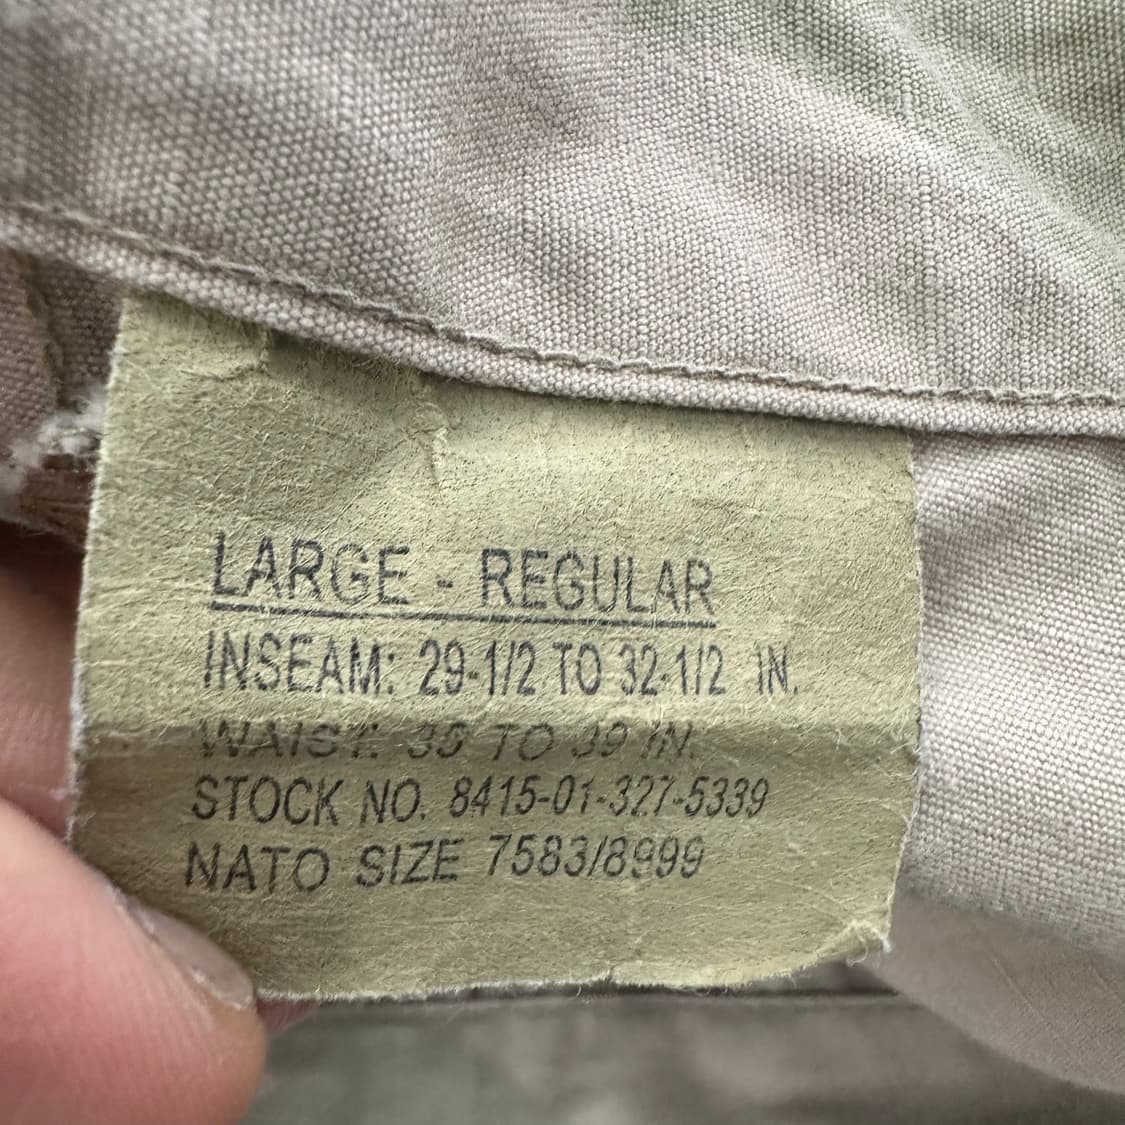 LARGE - REGULAR
INSEAM: 29-1/2 TO 32-1/2 IN.
WAIST: 35 TO 39 IN.
STOCK NO. 8415-01-327-5339
NATO SIZE 7583/8999